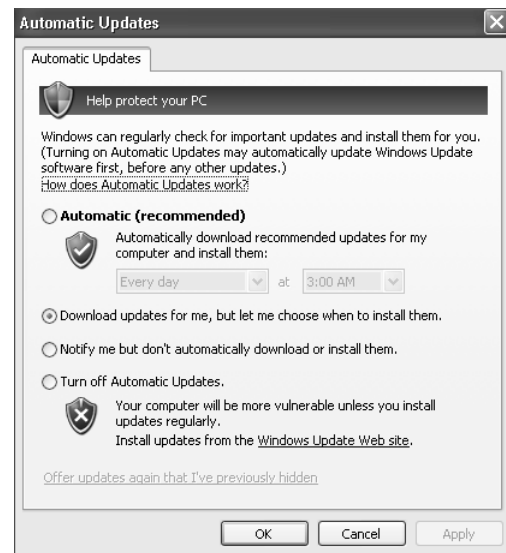 Automatic Updates
Automatic Updates
Help protect your PC
Windows can regularly check for important updates and install them for you.
(Turning on Automatic Updates may automatically update Windows Update
software first, before any other updates.)
How does Automatic Updates work?
Automatic (recommended)
Automatically download recommended updates for my
computer and install them:
Every day at 3:00 AM
Download updates for me, but let me choose when to install them.
Notify me but don't automatically download or install them.
Turn off Automatic Updates.
Your computer will be more vulnerable unless you install
updates regularly.
Install updates from the Windows Update Web site.
Offer updates again that I've previously hidden
OK Cancel Apply